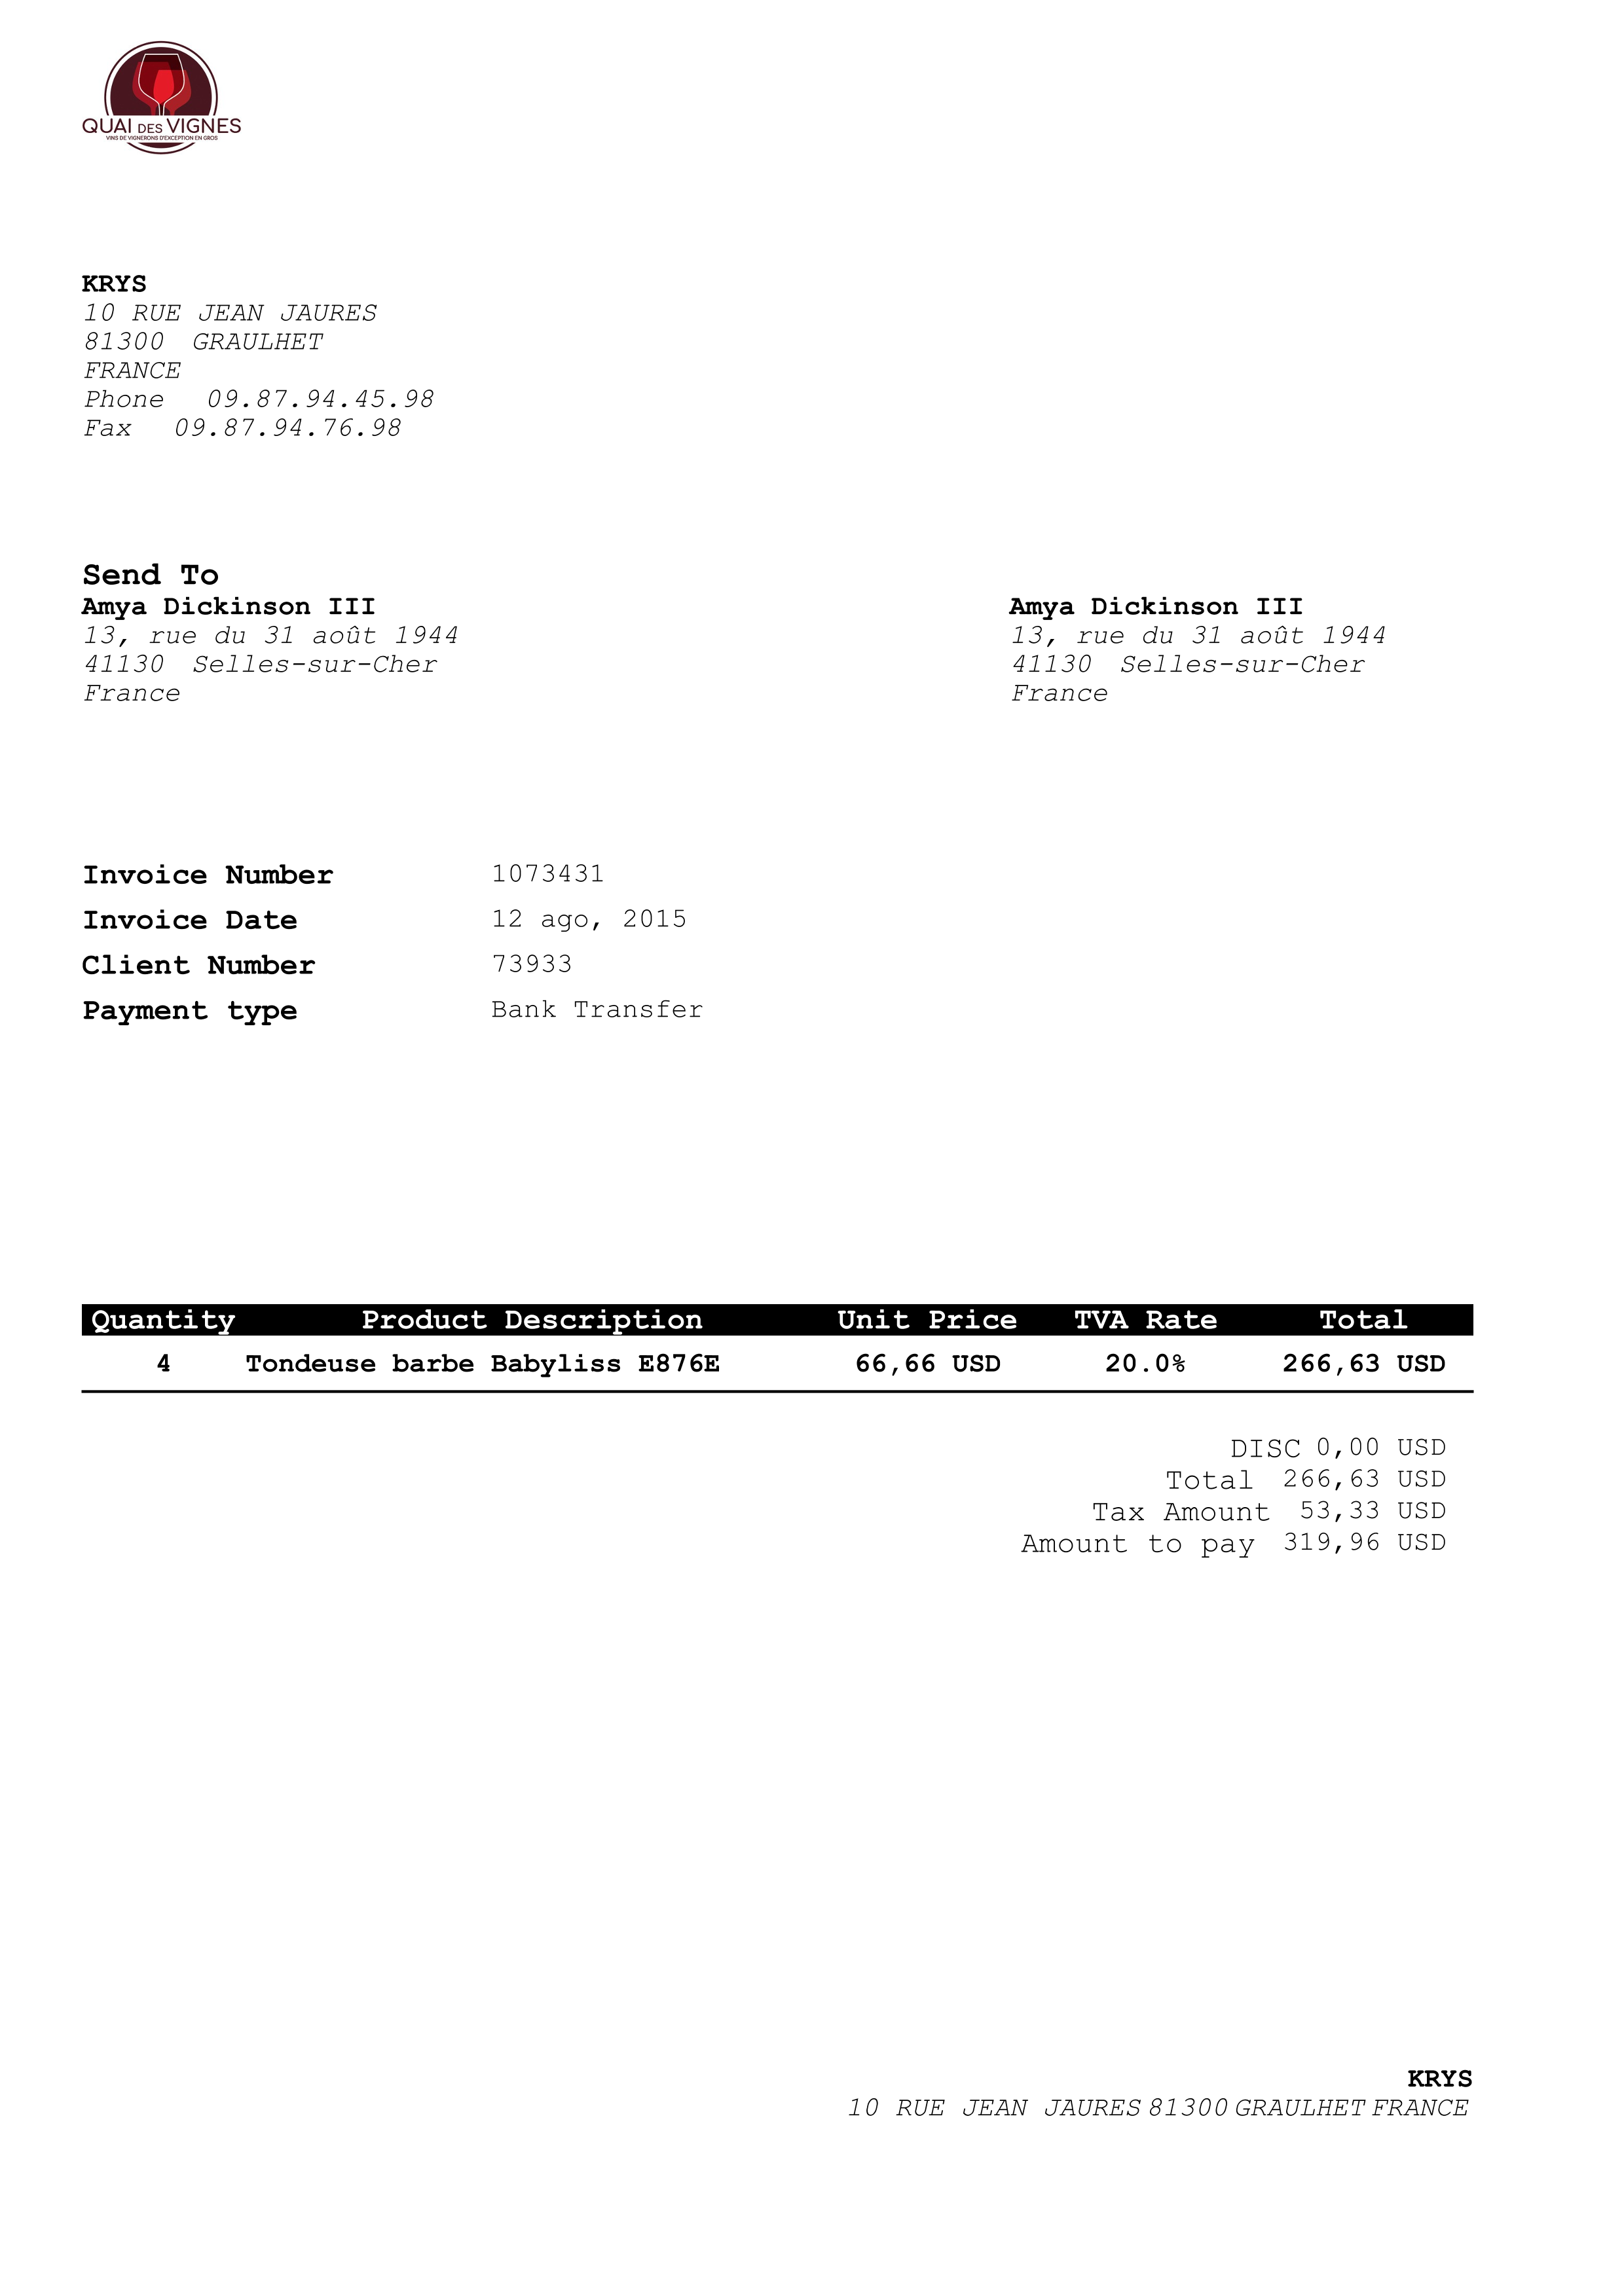 QUAI DES VIGNES
VINS DE VIGNERONS D'EXCEPTION EN GROS
KRYS
10 RUE JEAN JAURES
81300 GRAULHET
FRANCE
Phone 09.87.94.45.98
Fax 09.87.94.76.98
Send To
Amya Dickinson III
13, rue du 31 août 1944
41130 Selles-sur-Cher
France
Amya Dickinson III
13, rue du 31 août 1944
41130 Selles-sur-Cher
France
Invoice Number 1073431
Invoice Date 12 ago, 2015
Client Number 73933
Payment type Bank Transfer
Quantity Product Description Unit Price TVA Rate Total
4 Tondeuse barbe Babyliss E876E 66,66 USD 20.0% 266,63 USD
DISC 0,00 USD
Total 266,63 USD
Tax Amount 53,33 USD
Amount to pay 319,96 USD
KRYS
10 RUE JEAN JAURES 81300 GRAULHET FRANCE